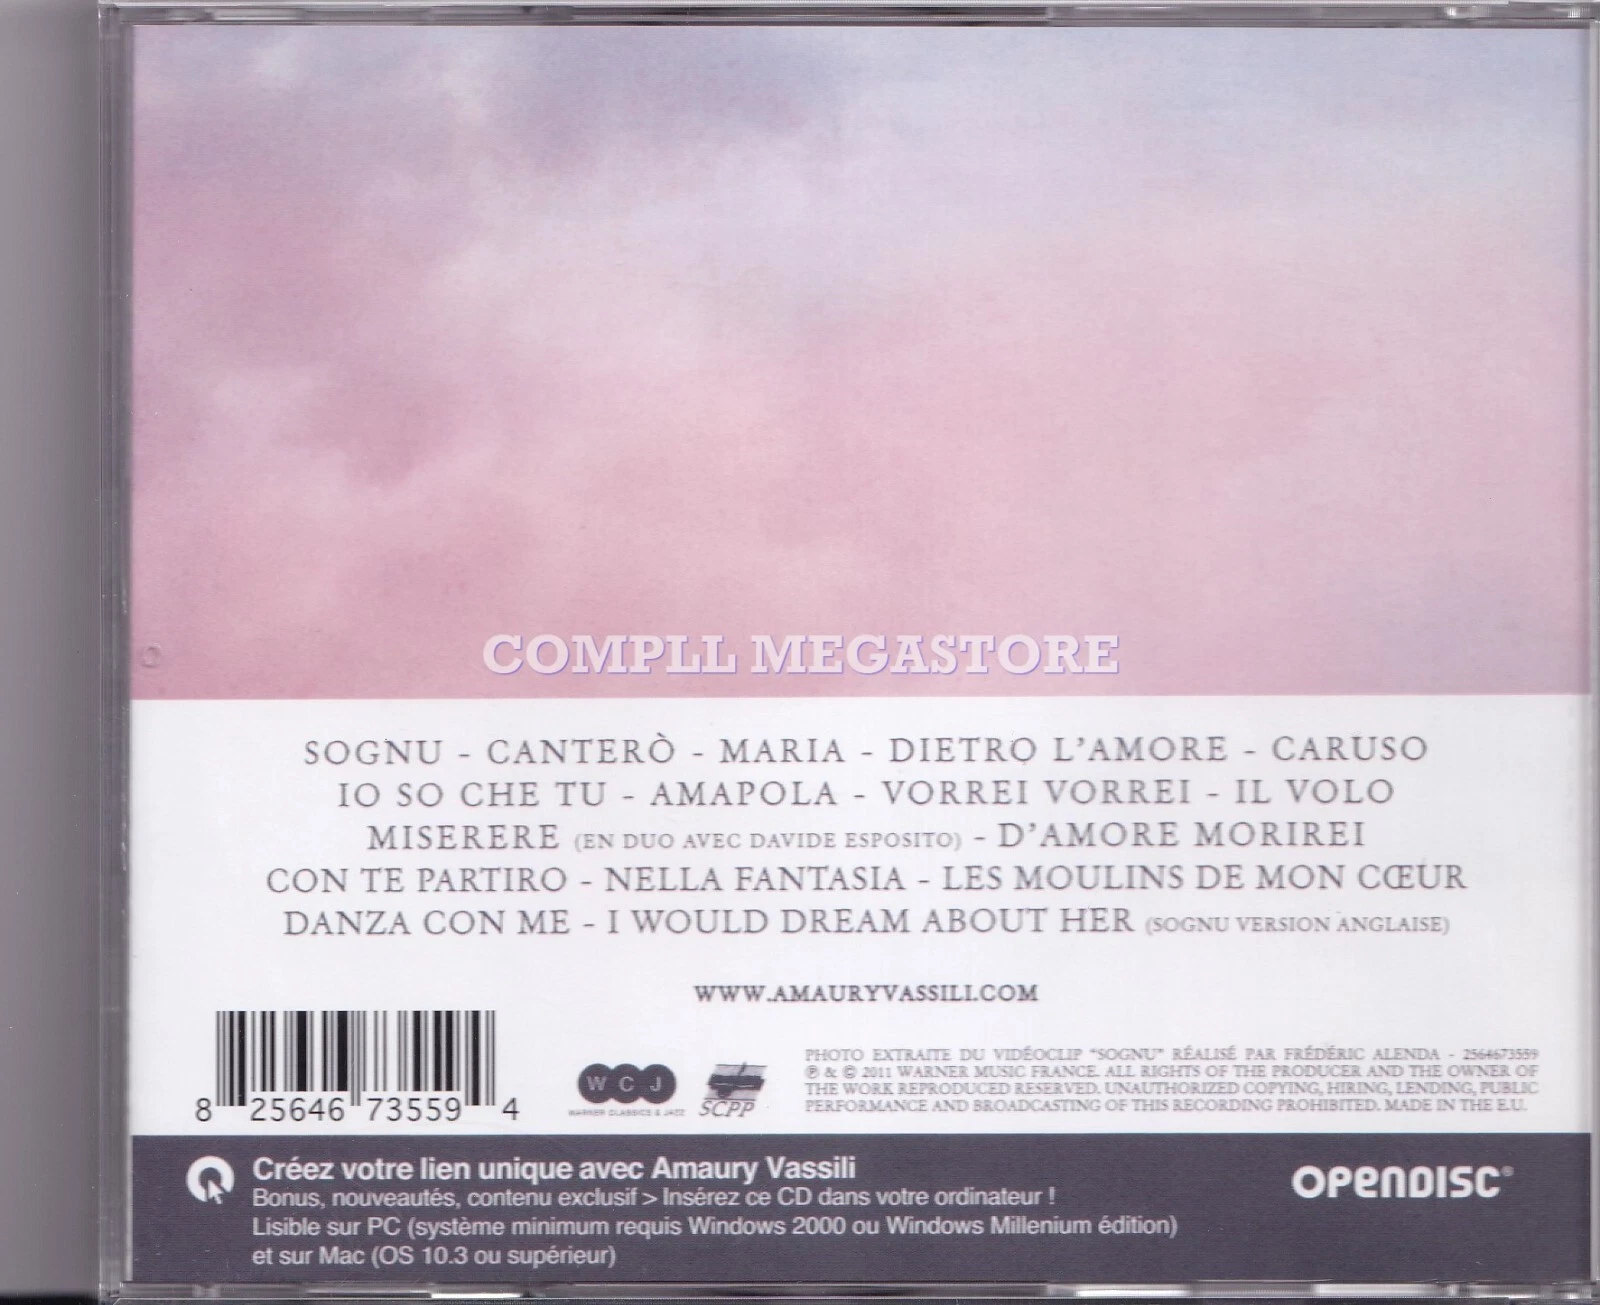 COMPLL MEGASTORE
SOGNU - CANTERÒ - MARIA - DIETRO L'AMORE - CARUSO
IO SO CHE TU - AMAPOLA - VORREI VORREI - IL VOLO
MISERERE (EN DUO AVEC DAVIDE ESPOSITO) - D'AMORE MORIREI
CON TE PARTIRO - NELLA FANTASIA - LES MOULINS DE MON CŒUR
DANZA CON ME - I WOULD DREAM ABOUT HER (SOGNU VERSION ANGLAISE)
WWW.AMAURYVASSILI.COM
8 25646 73559 4
WCJ
WARNER CLASSICS & JAZZ
SCPP
PHOTO EXTRAITE DU VIDÉOCLIP "SOGNU" RÉALISÉ PAR FRÉDÉRIC ALENDA - 2564673559
℗ & © 2011 WARNER MUSIC FRANCE. ALL RIGHTS OF THE PRODUCER AND THE OWNER OF
THE WORK REPRODUCED RESERVED. UNAUTHORIZED COPYING, HIRING, LENDING, PUBLIC
PERFORMANCE AND BROADCASTING OF THIS RECORDING PROHIBITED. MADE IN THE E.U.
Créez votre lien unique avec Amaury Vassili
Bonus, nouveautés, contenu exclusif > Insérez ce CD dans votre ordinateur !
Lisible sur PC (système minimum requis Windows 2000 ou Windows Millenium édition)
et sur Mac (OS 10.3 ou supérieur)
OPENDISC®